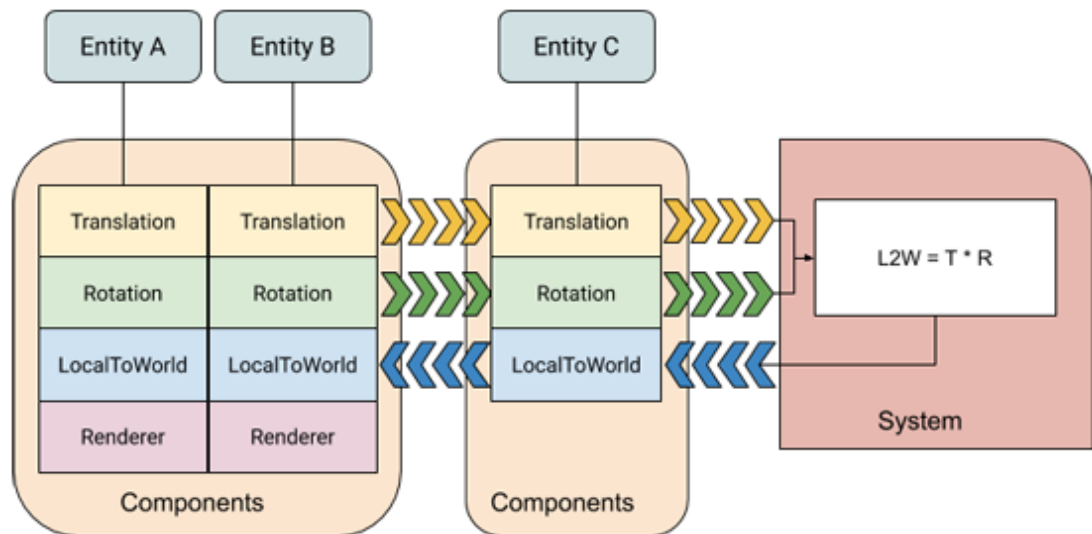 Entity A
Entity B
Entity C
Translation
Translation
Translation
L2W = T * R
Rotation
Rotation
Rotation
LocalToWorld
LocalToWorld
LocalToWorld
Renderer
Renderer
System
Components
Components